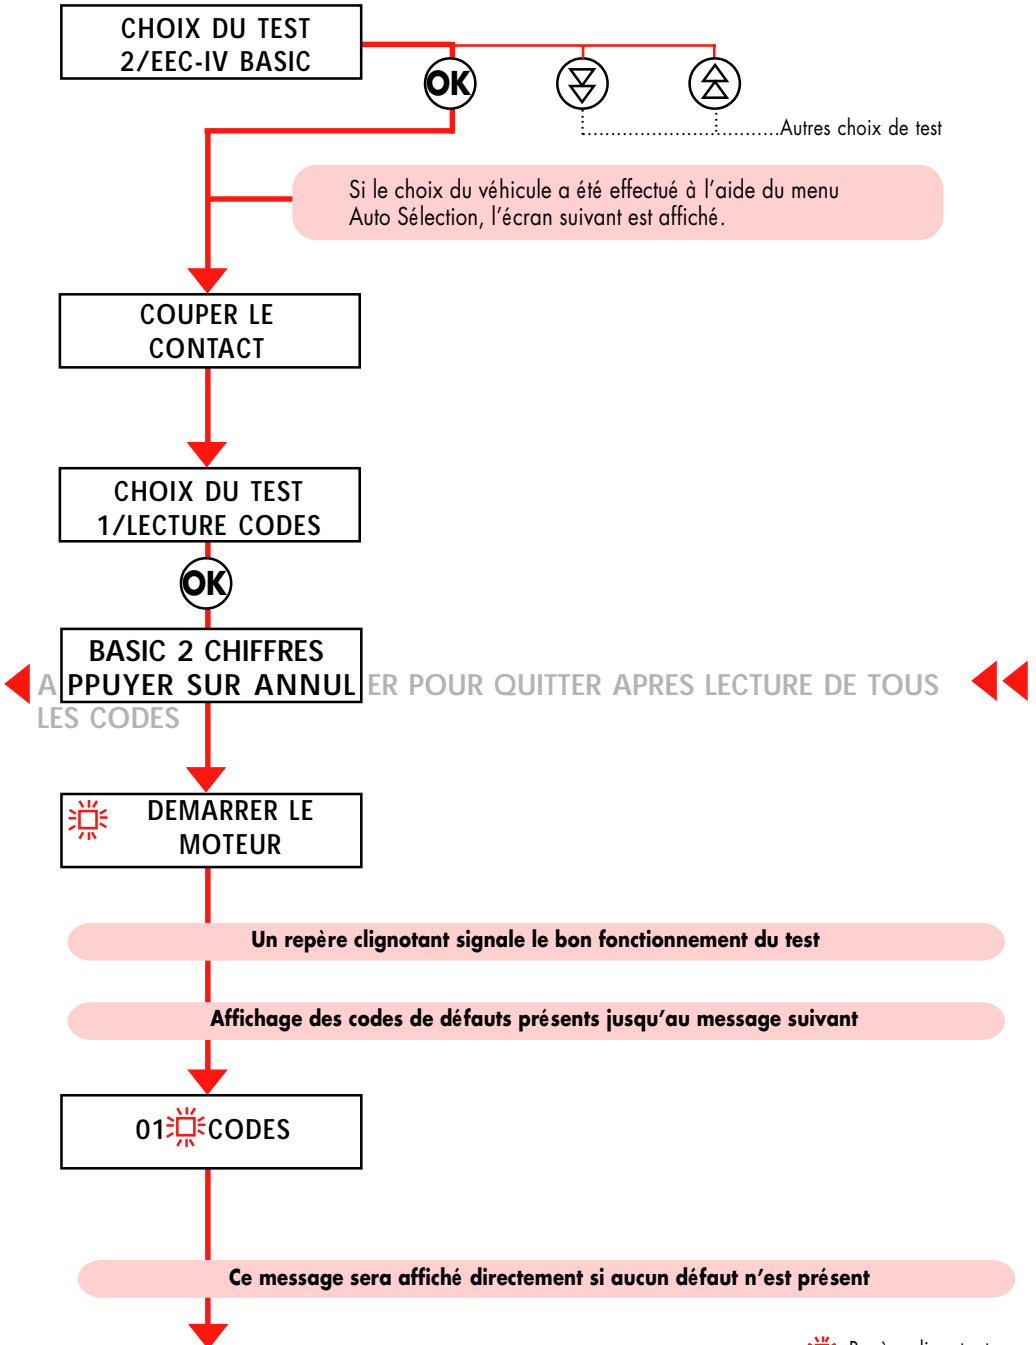 CHOIX DU TEST
2/EEC-IV BASIC
OK
Autres choix de test
Si le choix du véhicule a été effectué à l'aide du menu
Auto Sélection, l'écran suivant est affiché.
COUPER LE
CONTACT
CHOIX DU TEST
1/LECTURE CODES
OK
BASIC 2 CHIFFRES
APPUYER SUR ANNULER POUR QUITTER APRES LECTURE DE TOUS
LES CODES
DEMARRER LE
MOTEUR
Un repère clignotant signale le bon fonctionnement du test
Affichage des codes de défauts présents jusqu'au message suivant
01 CODES
Ce message sera affiché directement si aucun défaut n'est présent